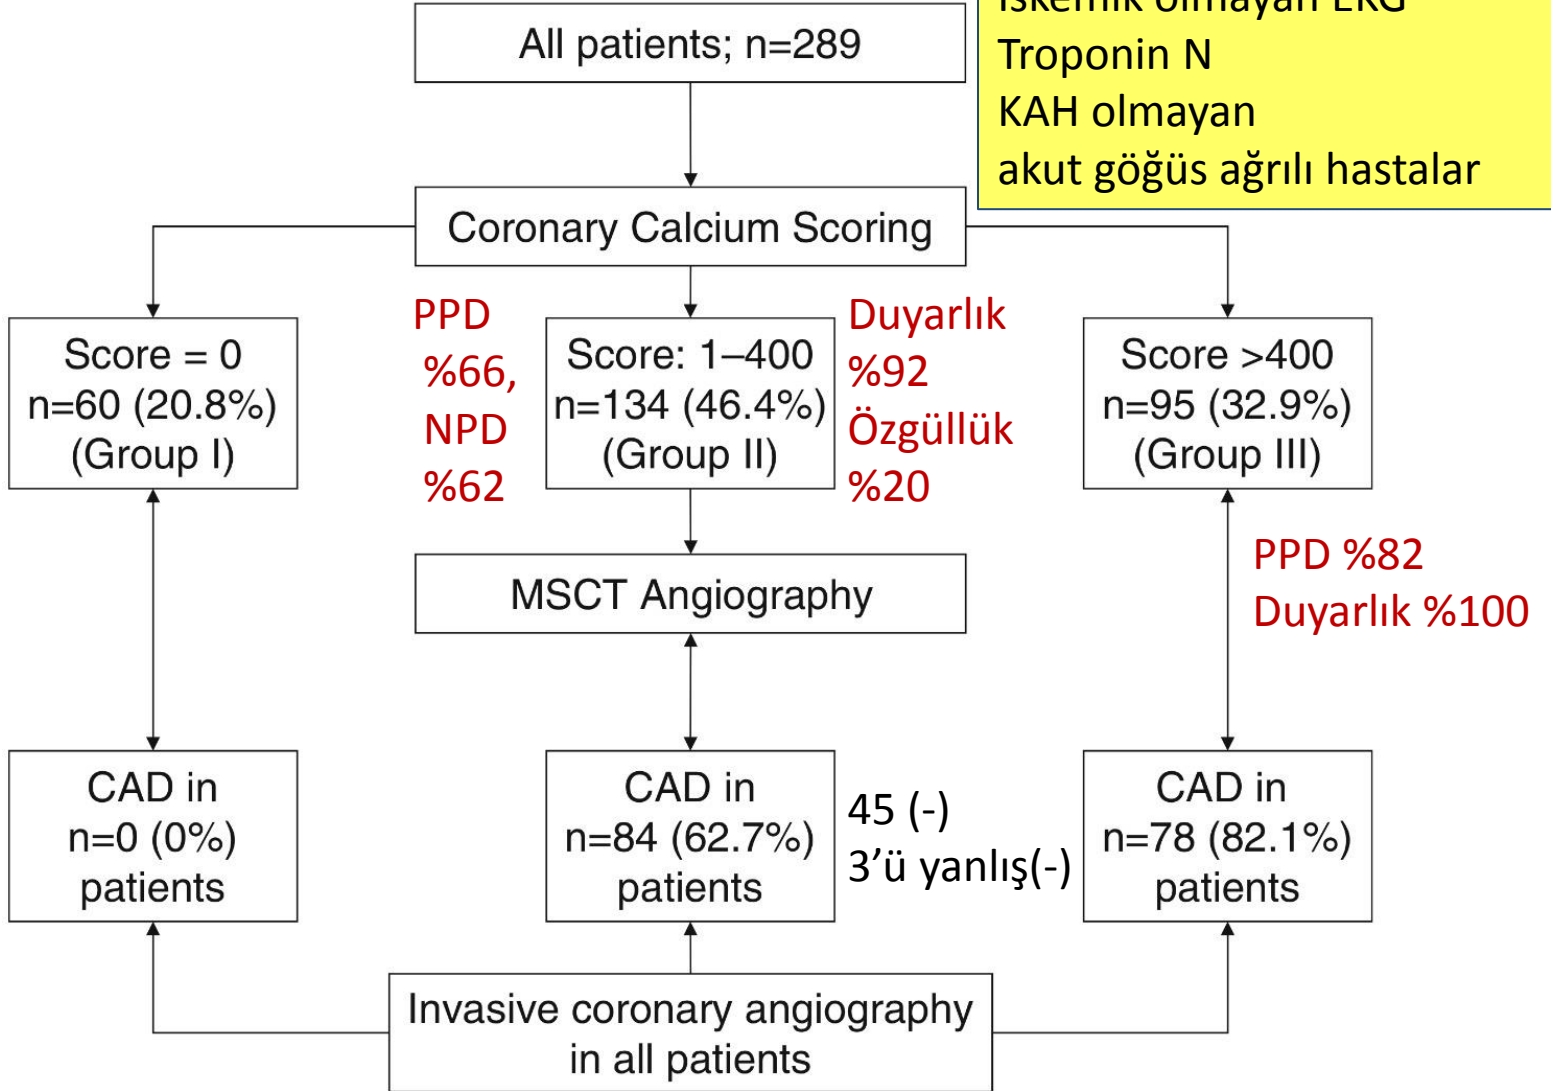 All patients; n=289
İskemik olmayan EKG
Troponin N
KAH olmayan
akut göğüs ağrılı hastalar
Coronary Calcium Scoring
Score = 0
n=60 (20.8%)
(Group I)
PPD
%66,
NPD
%62
Score: 1–400
n=134 (46.4%)
(Group II)
Duyarlık
%92
Özgüllük
%20
Score >400
n=95 (32.9%)
(Group III)
PPD %82
Duyarlık %100
MSCT Angiography
CAD in
n=0 (0%)
patients
CAD in
n=84 (62.7%)
patients
45 (-)
3’ü yanlış(-)
CAD in
n=78 (82.1%)
patients
Invasive coronary angiography
in all patients